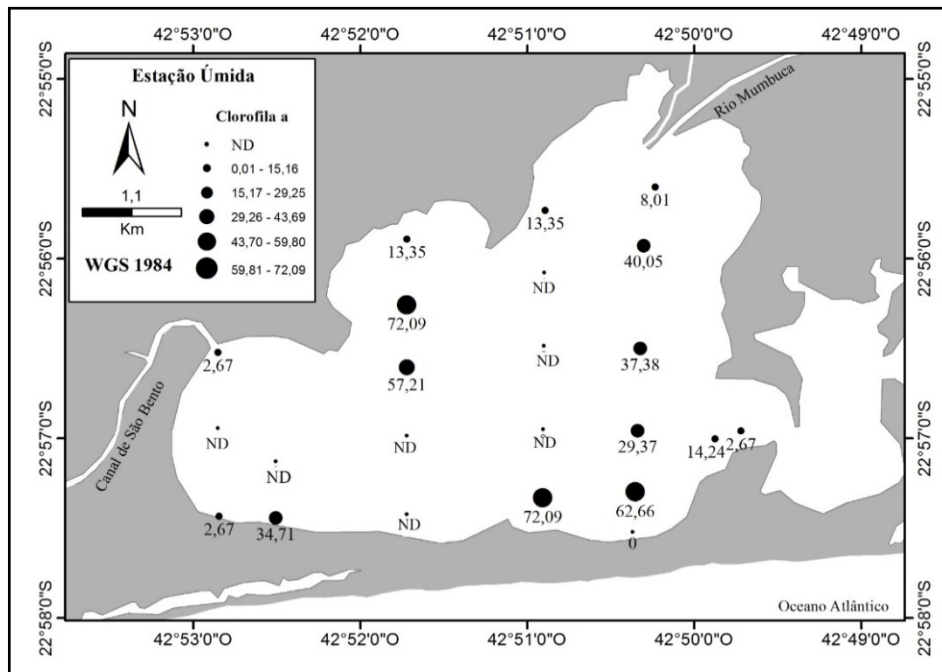 42°53'0"W 42°52'0"W 42°51'0"W 42°50'0"W 42°49'0"W
22°55'0"S
22°56'0"S
22°57'0"S
22°58'0"S
Estação Úmida
N
1,1
Km
WGS 1984
Clorofila a
ND
0,01 - 15,16
15,17 - 29,25
29,26 - 43,69
43,70 - 59,80
59,81 - 72,09
Rio Mumbuca
8,01
13,35
13,35
40,05
ND
72,09
2,67
57,21
ND
37,38
Canal de São Bento
ND
ND
ND
29,37
14,24
2,67
ND
2,67
34,71
ND
72,09
62,66
0
Oceano Atlântico
22°55'0"S
22°56'0"S
22°57'0"S
22°58'0"S
42°53'0"W 42°52'0"W 42°51'0"W 42°50'0"W 42°49'0"W